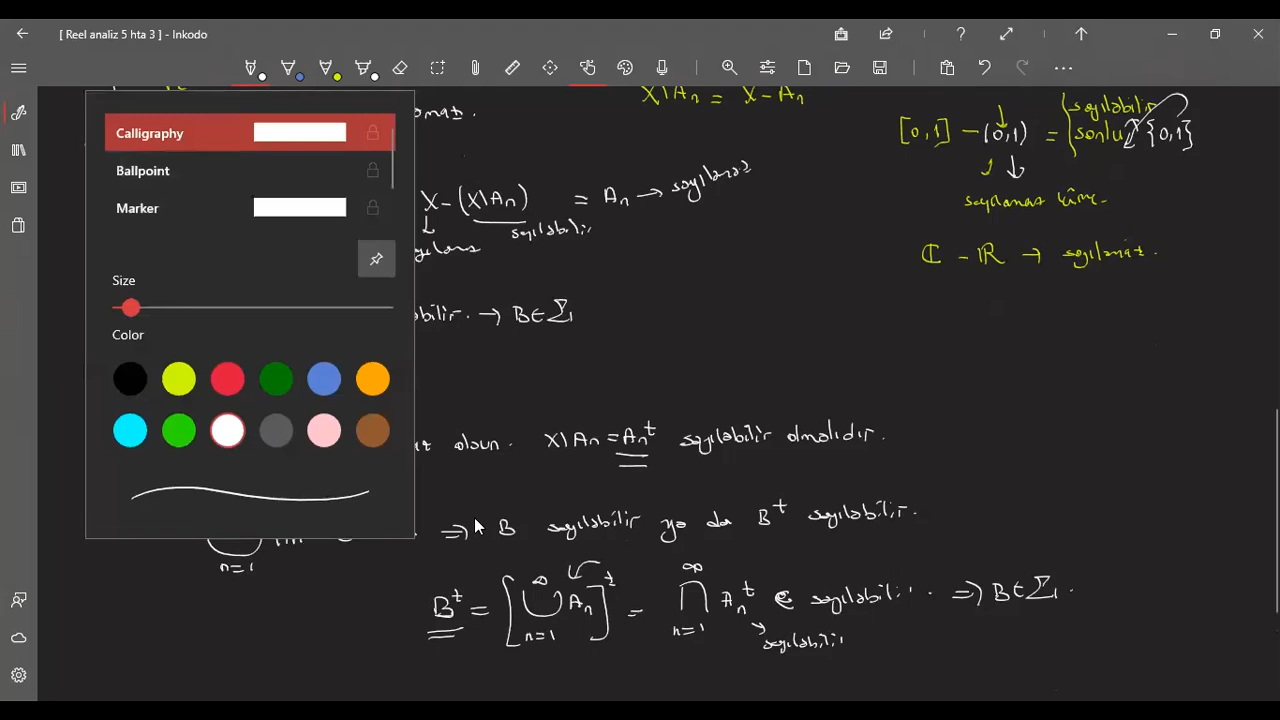 [ Reel analiz 5 hta 3 ] - Inkodo
X\Aₙ = X - Aₙ
[0,1] - (0,1) = sayılabilir
sonlu {0,1}
Calligraphy
Ballpoint
Marker
X - (X\Aₙ) = Aₙ → sayılamaz
sayılabilir
sayılamaz küme.
ℂ - ℝ → sayılamaz.
Size
bilir. → B∈Σ
Color
olsun. X\Aₙ = Aₙᵗ sayılabilir olmalıdır.
⇒ B sayılabilir ya da Bᵗ sayılabilir.
n=1
Bᵗ = [∞ ∪ n=1 Aₙ]ᵗ = ∞ ∩ n=1 Aₙᵗ sayılabilir. ⇒ B∈Σ.
sayılabilir